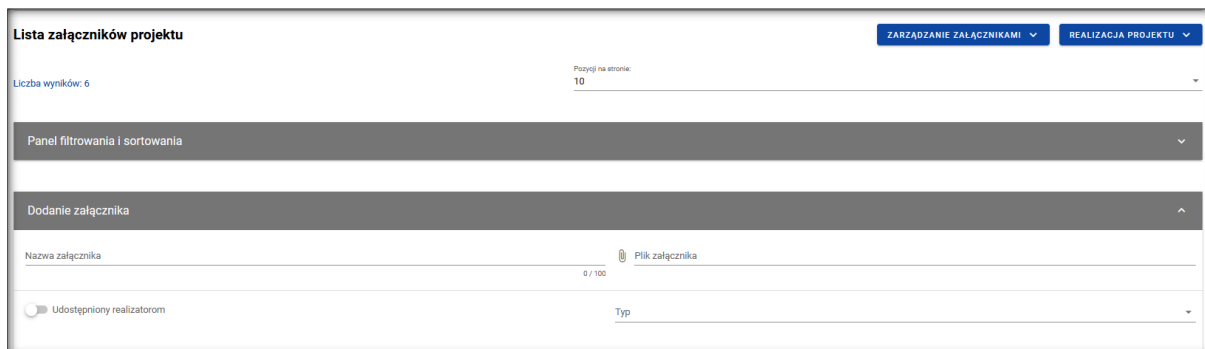 Lista załączników projektu
ZARZĄDZANIE ZAŁĄCZNIKAMI
REALIZACJA PROJEKTU
Pozycji na stronie:
Liczba wyników: 6
10
Panel filtrowania i sortowania
Dodanie załącznika
Nazwa załącznika
Plik załącznika
0 / 100
Udostępniony realizatorom
Typ